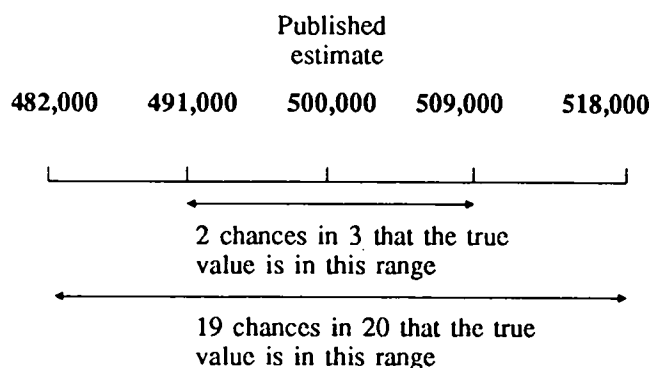 Published
estimate
482,000 491,000 500,000 509,000 518,000
2 chances in 3 that the true
value is in this range
19 chances in 20 that the true
value is in this range